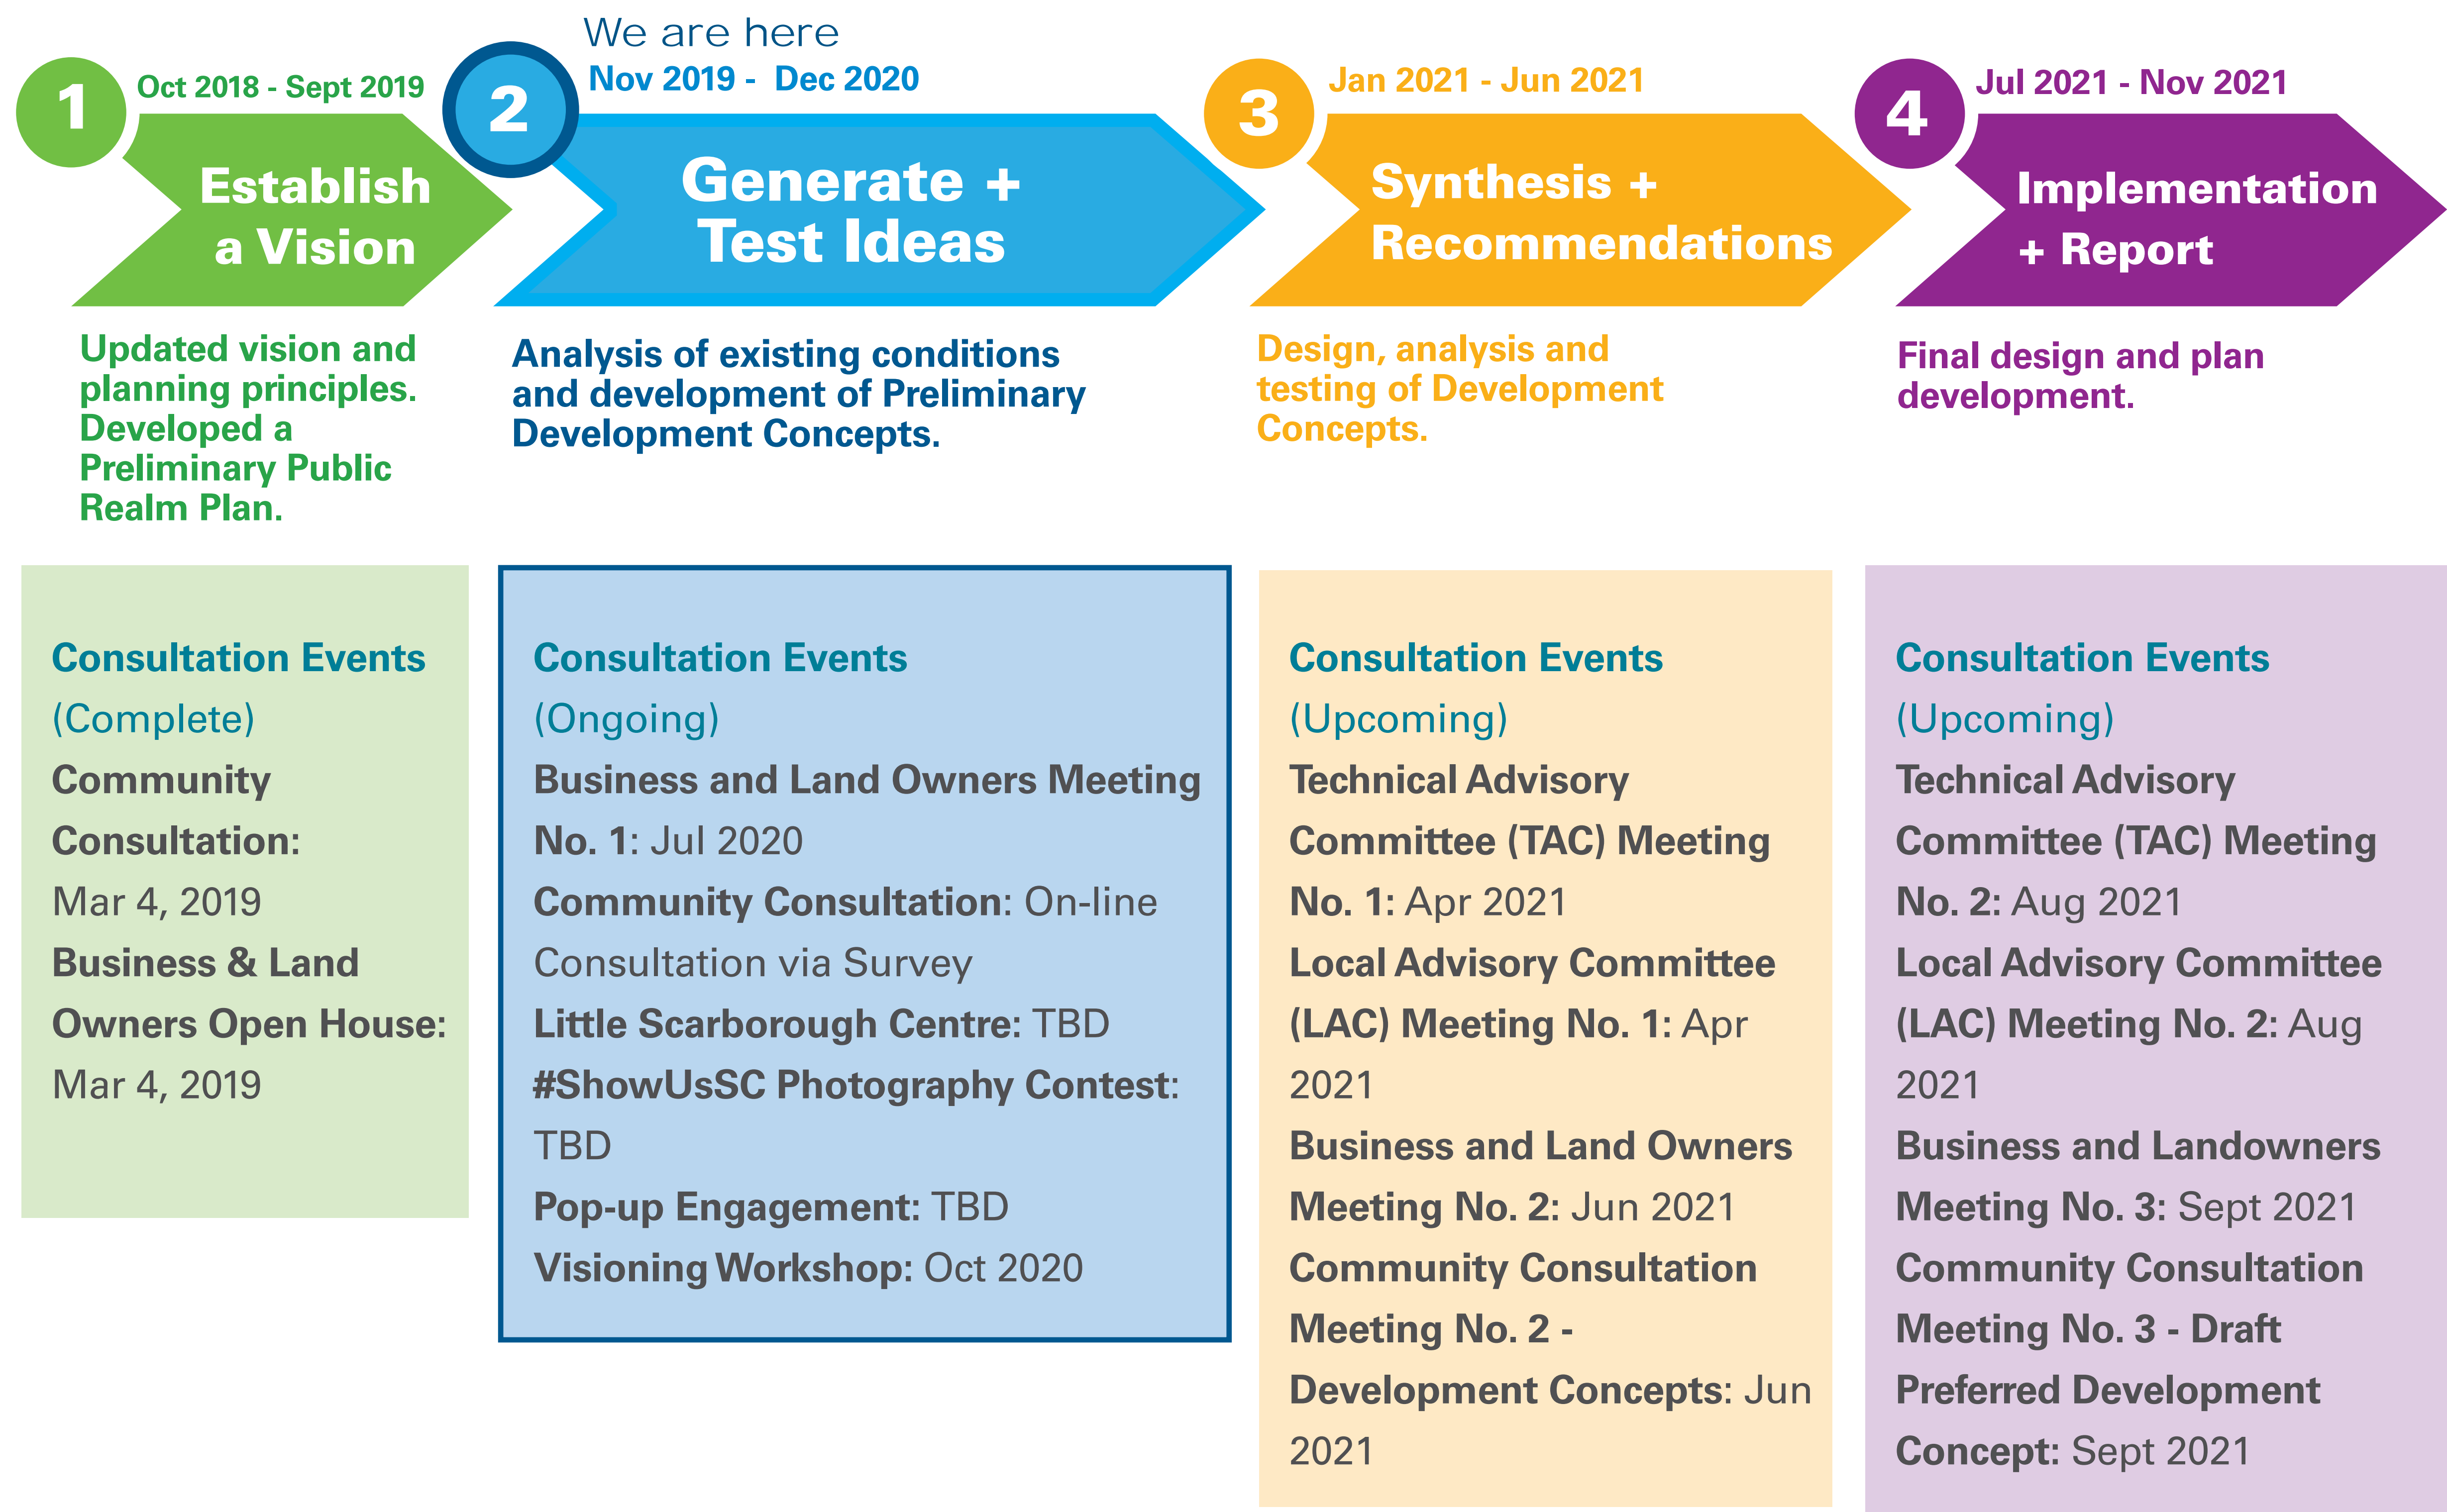 1
Oct 2018 - Sept 2019
Establish
a Vision
Updated vision and
planning principles.
Developed a
Preliminary Public
Realm Plan.
Consultation Events
(Complete)
Community
Consultation:
Mar 4, 2019
Business & Land
Owners Open House:
Mar 4, 2019
We are here
2
Nov 2019 - Dec 2020
Generate +
Test Ideas
Analysis of existing conditions
and development of Preliminary
Development Concepts.
Consultation Events
(Ongoing)
Business and Land Owners Meeting
No. 1: Jul 2020
Community Consultation: On-line
Consultation via Survey
Little Scarborough Centre: TBD
#ShowUsSC Photography Contest:
TBD
Pop-up Engagement: TBD
Visioning Workshop: Oct 2020
3
Jan 2021 - Jun 2021
Synthesis +
Recommendations
Design, analysis and
testing of Development
Concepts.
Consultation Events
(Upcoming)
Technical Advisory
Committee (TAC) Meeting
No. 1: Apr 2021
Local Advisory Committee
(LAC) Meeting No. 1: Apr
2021
Business and Land Owners
Meeting No. 2: Jun 2021
Community Consultation
Meeting No. 2 -
Development Concepts: Jun
2021
4
Jul 2021 - Nov 2021
Implementation
+ Report
Final design and plan
development.
Consultation Events
(Upcoming)
Technical Advisory
Committee (TAC) Meeting
No. 2: Aug 2021
Local Advisory Committee
(LAC) Meeting No. 2: Aug
2021
Business and Landowners
Meeting No. 3: Sept 2021
Community Consultation
Meeting No. 3 - Draft
Preferred Development
Concept: Sept 2021